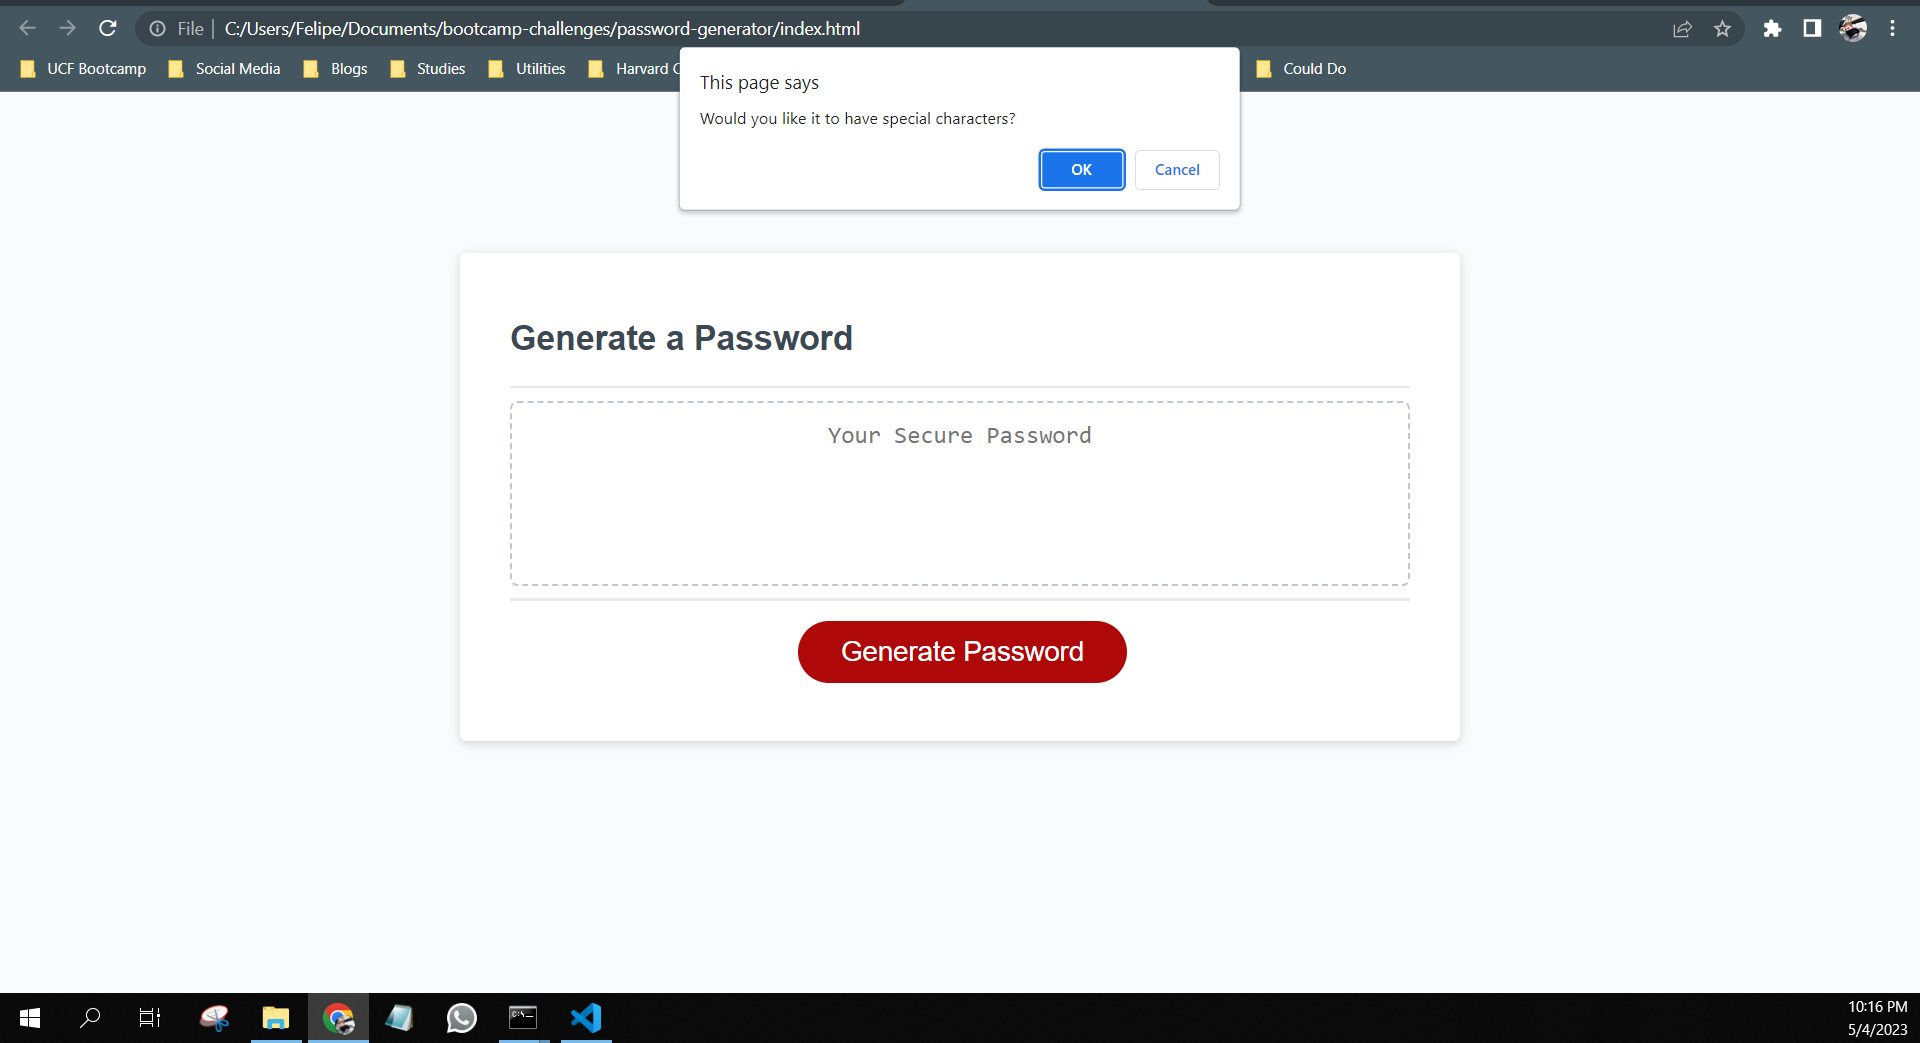 File | C:/Users/Felipe/Documents/bootcamp-challenges/password-generator/index.html
UCF Bootcamp Social Media Blogs Studies Utilities Harvard Could Do
This page says
Would you like it to have special characters?
OK Cancel
Generate a Password
Your Secure Password
Generate Password
10:16 PM
5/4/2023